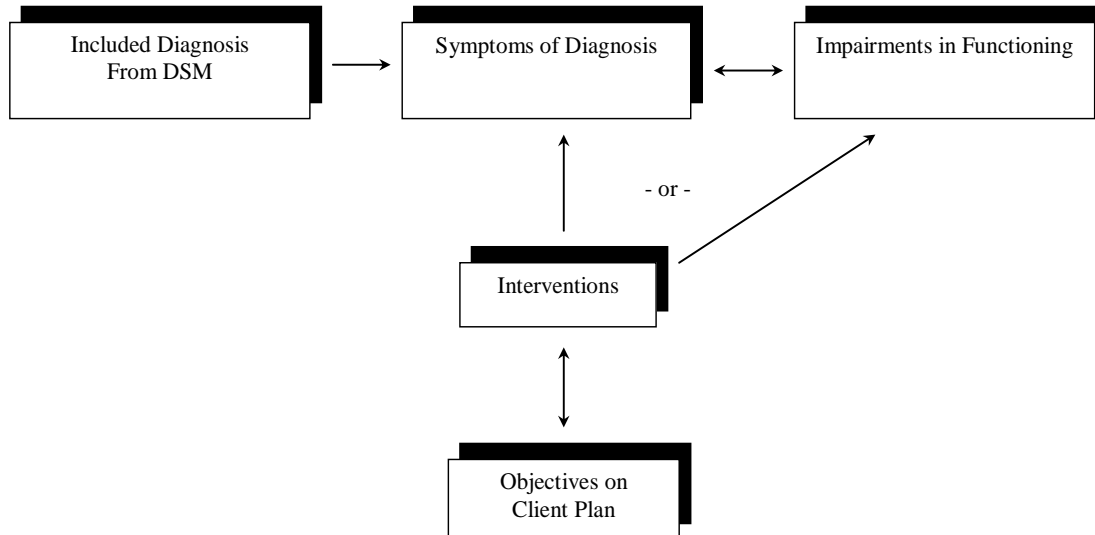 Included Diagnosis
From DSM
Symptoms of Diagnosis
Impairments in Functioning
- or -
Interventions
Objectives on
Client Plan